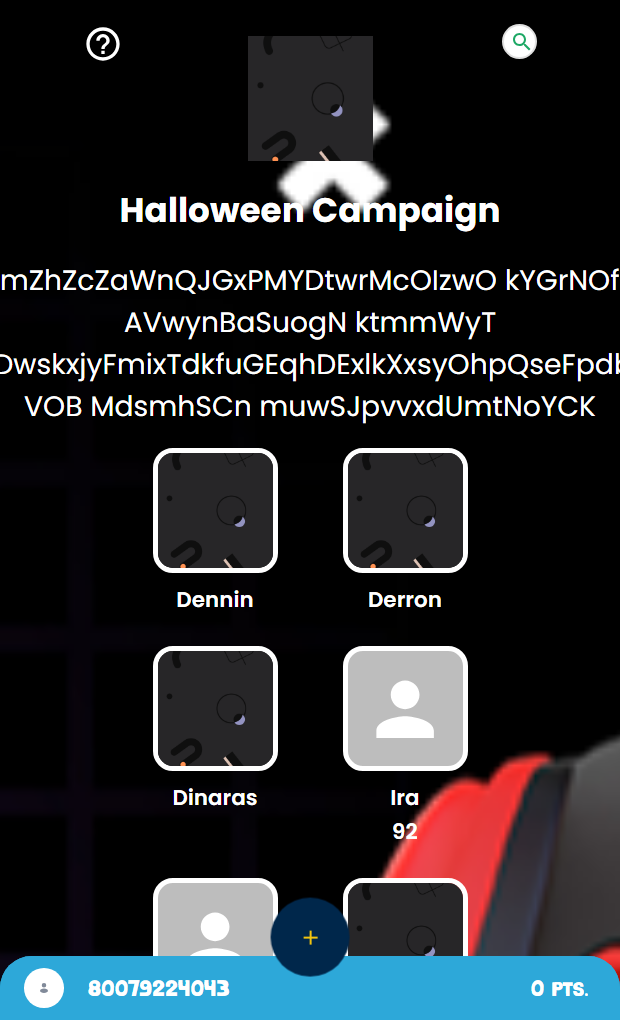 Halloween Campaign
mZhZcZaWnQJGxPMYDtwrMcOIzwO kYGrNOf
AVwynBaSuogN ktmmWyT
DwskxjyFmixTdkfuGEqhDExlkXxsyOhpQseFpdb
VOB MdsmhSCn muwSJpvvxdUmtNoYCK
Dennin Derron
Dinaras Ira
92
80079224043 0 PTS.